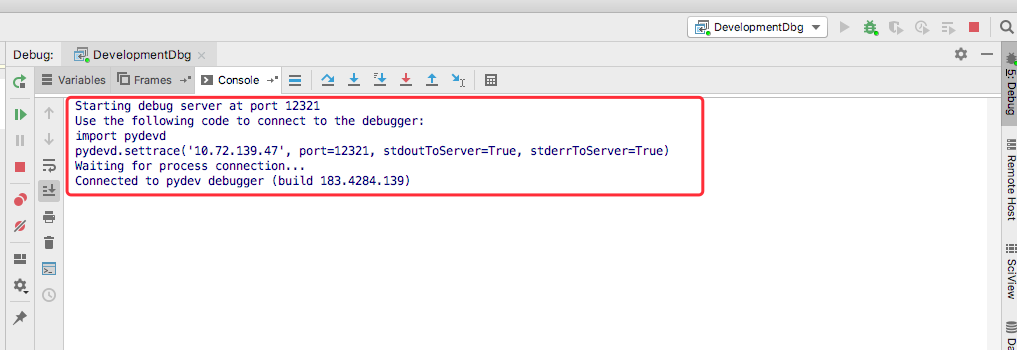 DevelopmentDbg
Debug:
DevelopmentDbg
Variables
Frames
Console
Starting debug server at port 12321
Use the following code to connect to the debugger:
import pydevd
pydevd.settrace('10.72.139.47', port=12321, stdoutToServer=True, stderrToServer=True)
Waiting for process connection...
Connected to pydev debugger (build 183.4284.139)
5: Debug
Remote Host
SciView